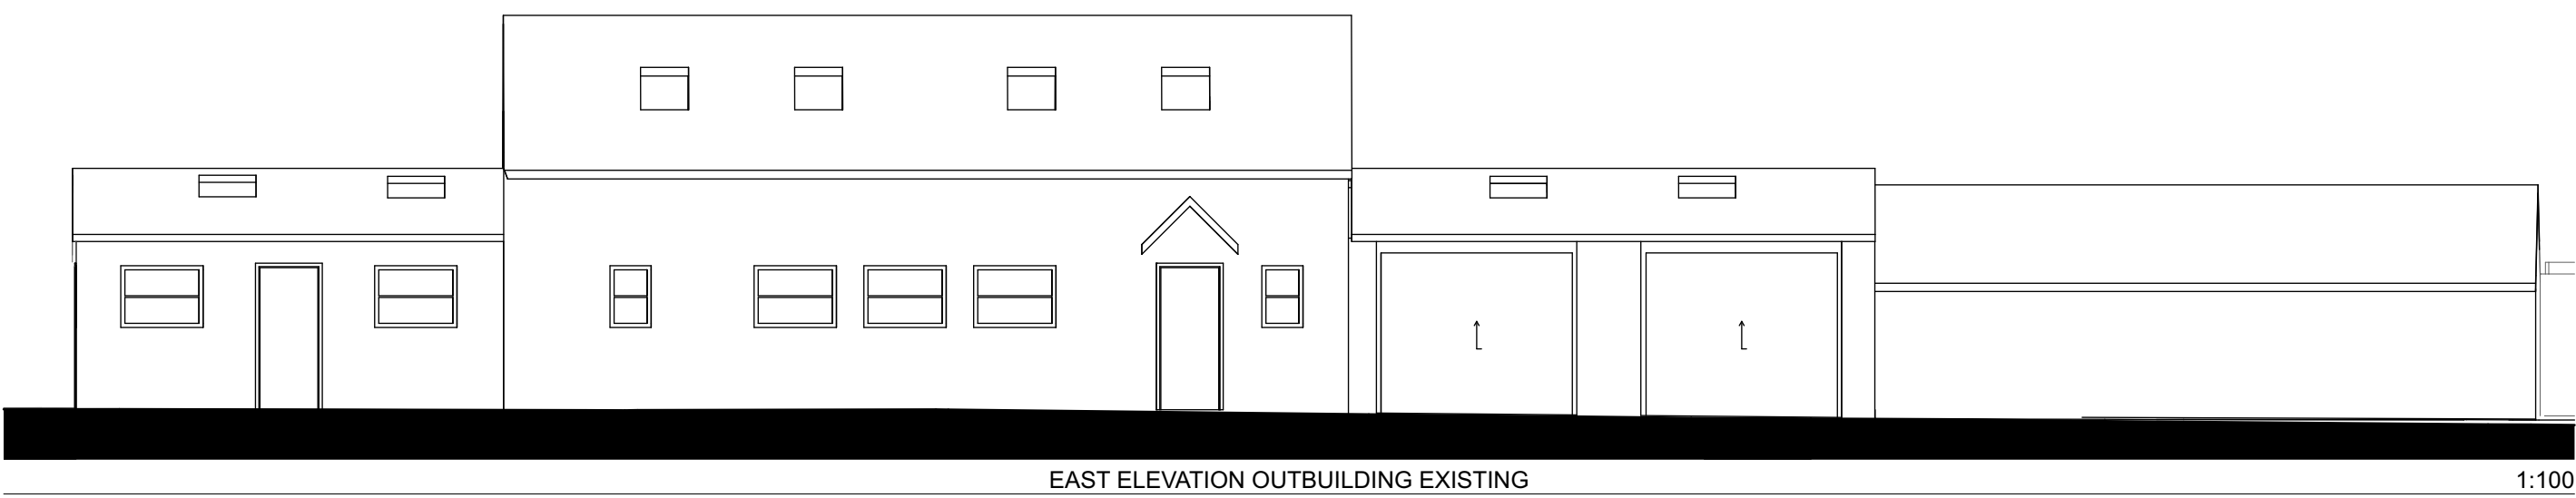 EAST ELEVATION OUTBUILDING EXISTING 1:100